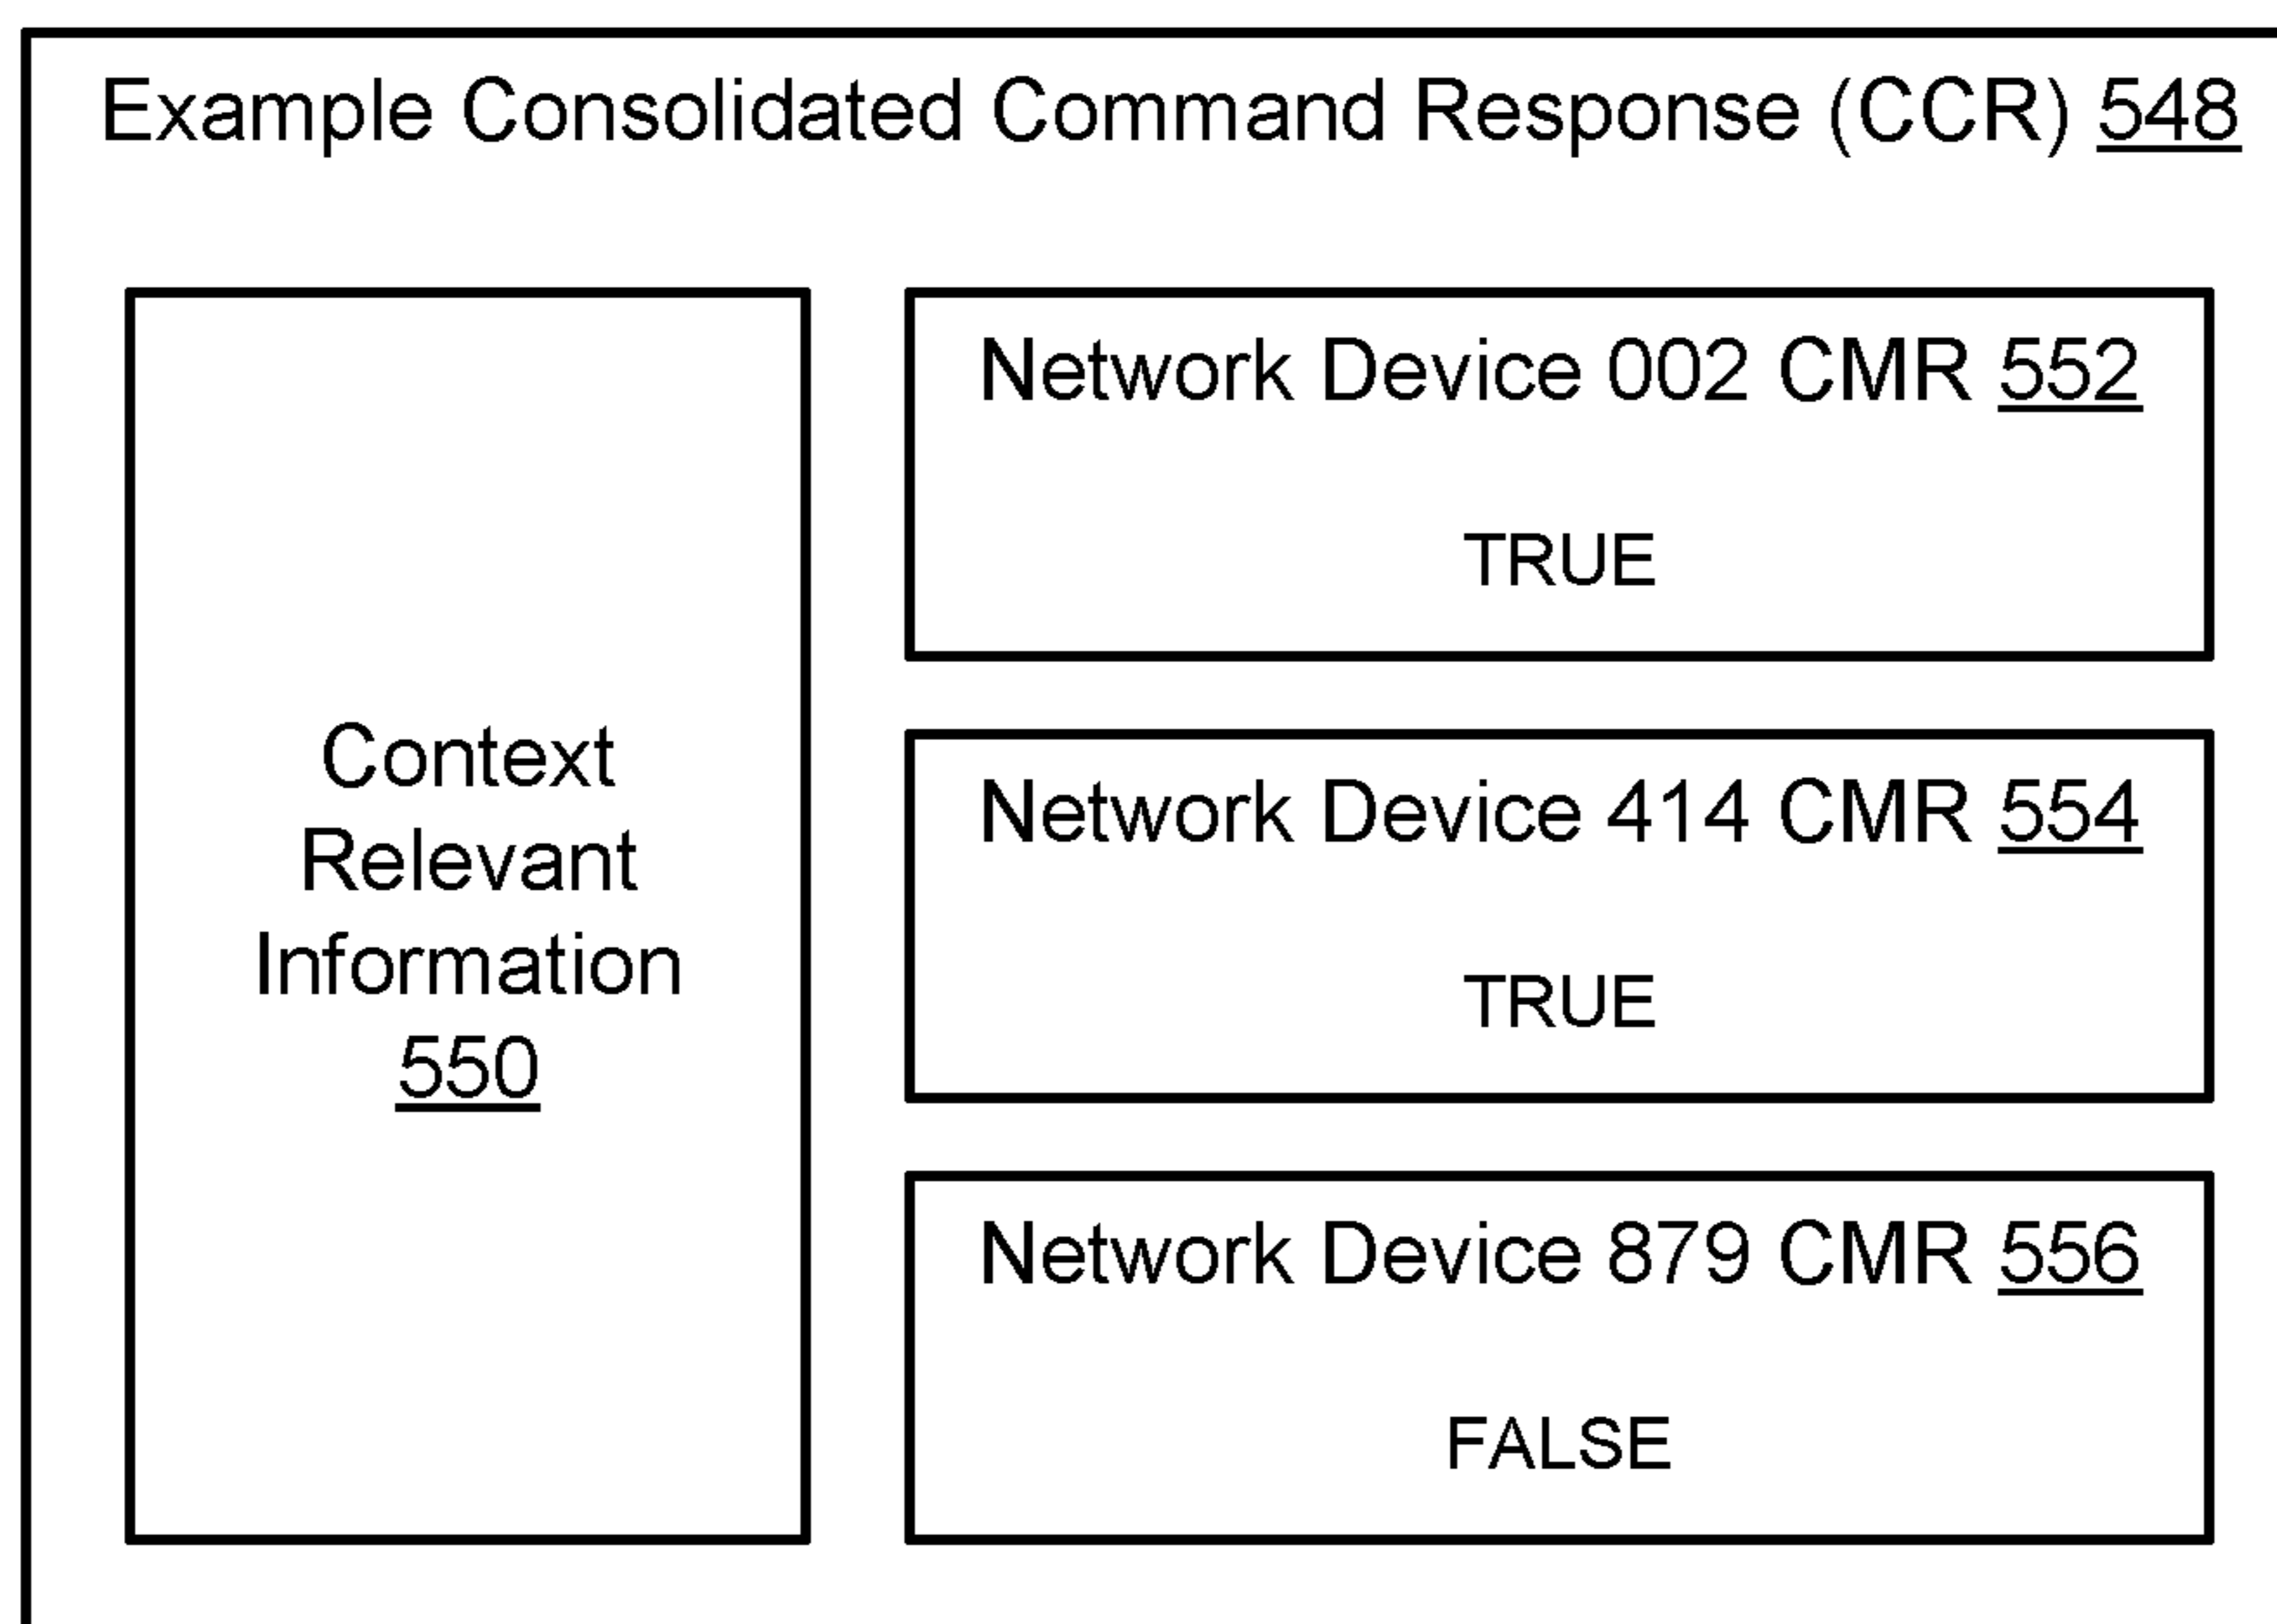 Example Consolidated Command Response (CCR) 548
Context
Relevant
Information
550
Network Device 002 CMR 552
TRUE
Network Device 414 CMR 554
TRUE
Network Device 879 CMR 556
FALSE